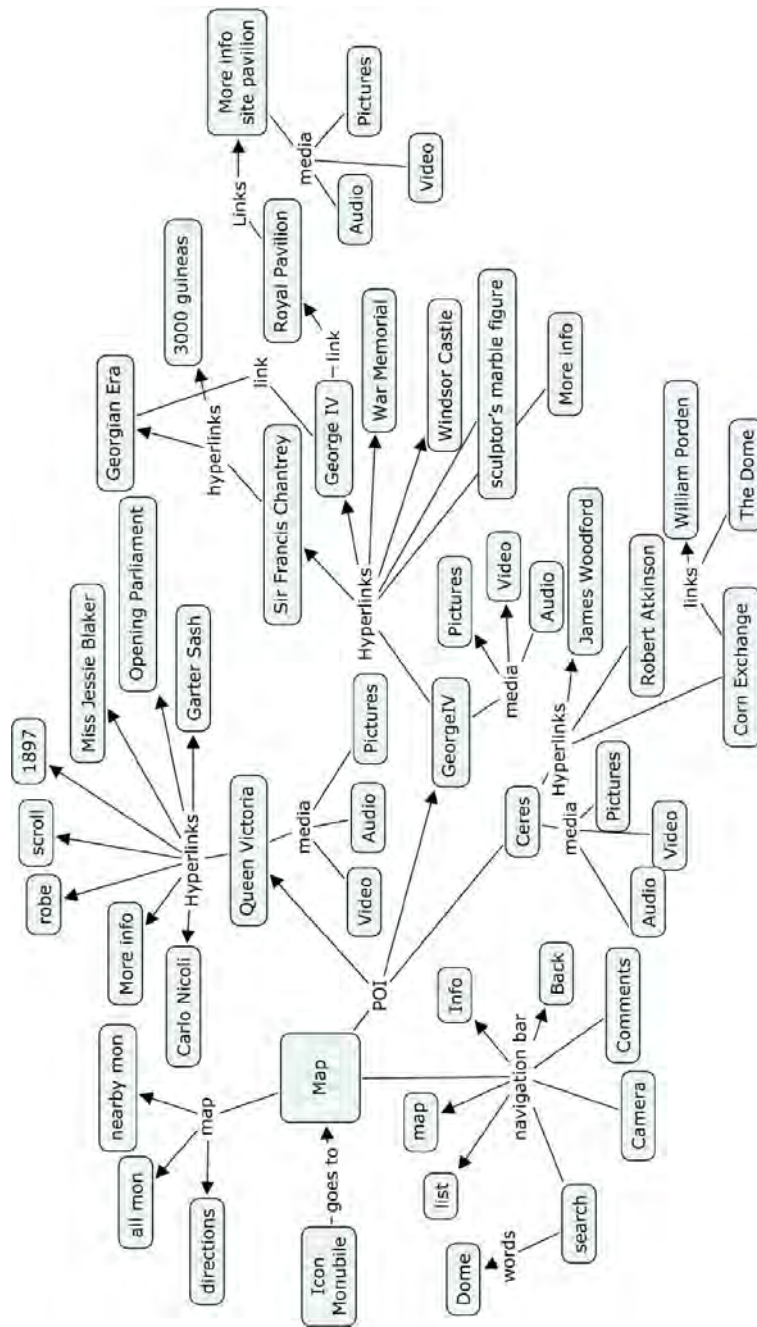 More info
site pavilion
Pictures
media
Video
Audio
Links
Royal Pavilion
3000 guineas
Georgian Era
link
hyperlinks
George IV
link
War Memorial
Windsor Castle
sculptor's marble figure
More info
Sir Francis Chantrey
Hyperlinks
Opening Parliament
Miss Jessie Blaker
Garter Sash
1897
scroll
robe
Hyperlinks
More info
Carlo Nicoli
Queen Victoria
media
Pictures
Audio
Video
GeorgeIV
media
Pictures
Video
Audio
James Woodford
Robert Atkinson
William Porden
links
The Dome
Corn Exchange
Hyperlinks
Ceres
media
Pictures
Video
Audio
POI
Map
nearby mon
map
all mon
directions
goes to
Icon
Monubile
Info
Back
map
navigation bar
Comments
list
Camera
search
words
Dome